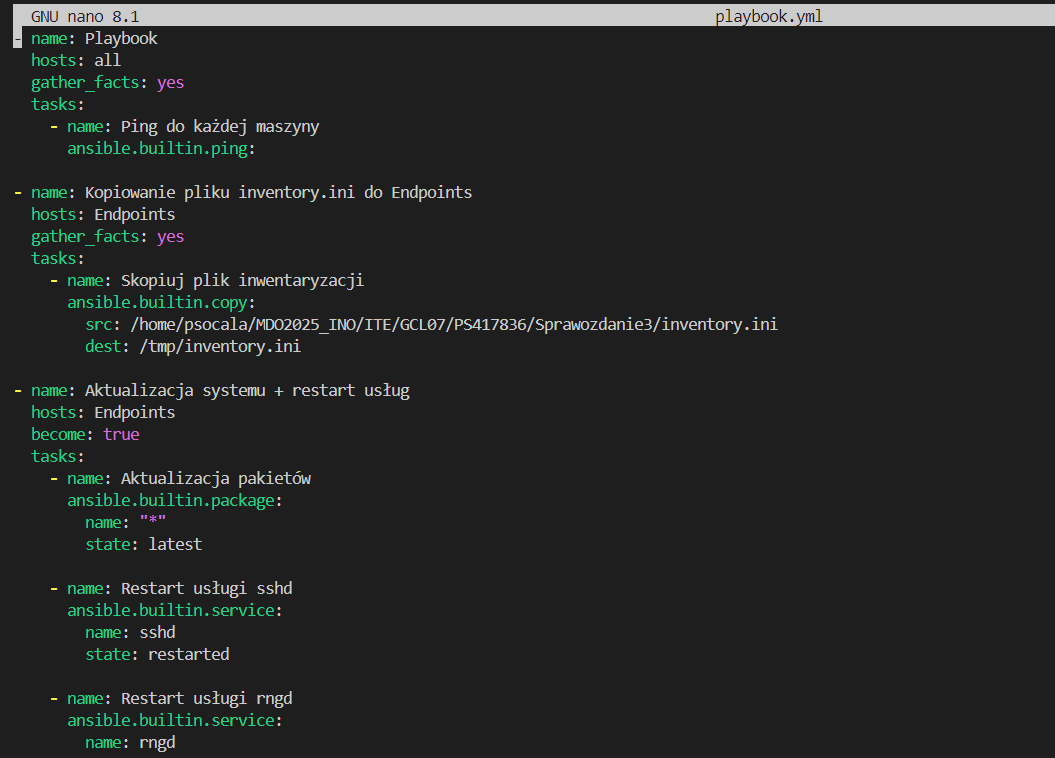 GNU nano 8.1 playbook.yml
- name: Playbook
  hosts: all
  gather_facts: yes
  tasks:
    - name: Ping do każdej maszyny
      ansible.builtin.ping:

- name: Kopiowanie pliku inventory.ini do Endpoints
  hosts: Endpoints
  gather_facts: yes
  tasks:
    - name: Skopiuj plik inwentaryzacji
      ansible.builtin.copy:
        src: /home/psocala/MDO2025_INO/ITE/GCL07/PS417836/Sprawozdanie3/inventory.ini
        dest: /tmp/inventory.ini

- name: Aktualizacja systemu + restart usług
  hosts: Endpoints
  become: true
  tasks:
    - name: Aktualizacja pakietów
      ansible.builtin.package:
        name: "*"
        state: latest

    - name: Restart usługi sshd
      ansible.builtin.service:
        name: sshd
        state: restarted

    - name: Restart usługi rngd
      ansible.builtin.service:
        name: rngd